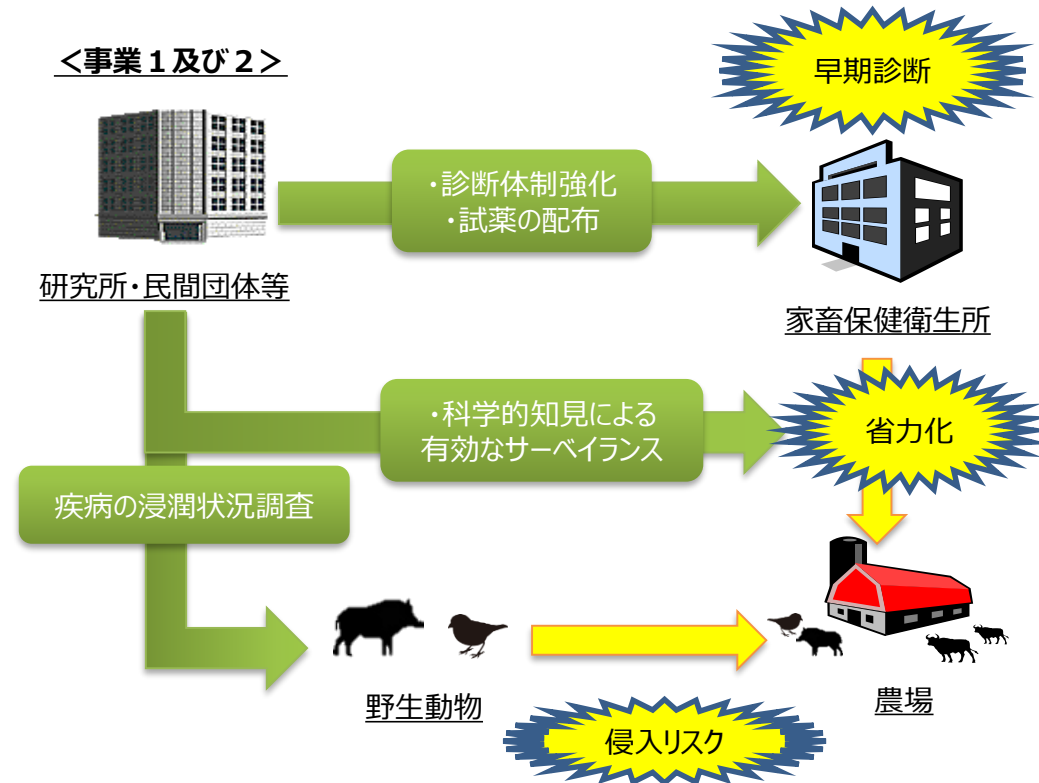 ＜事業１及び２＞
早期診断
・診断体制強化
・試薬の配布
研究所・民間団体等
家畜保健衛生所
・科学的知見による
有効なサーベイランス
省力化
疾病の浸潤状況調査
野生動物
農場
侵入リスク